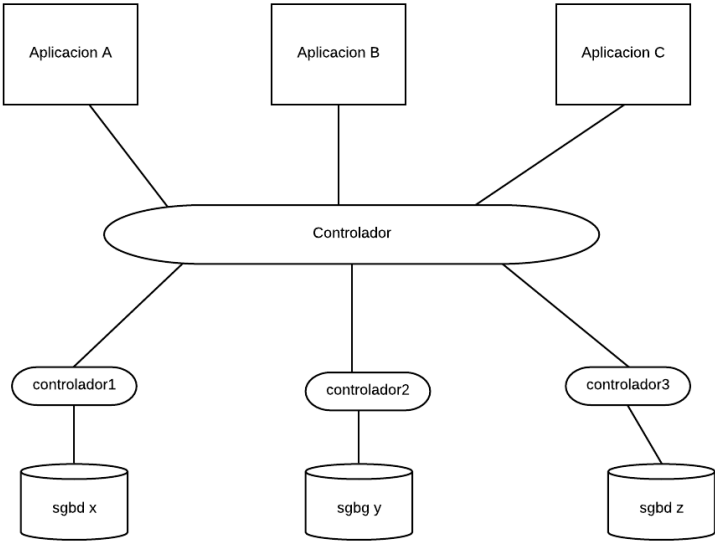 Aplicacion A
Aplicacion B
Aplicacion C
Controlador
controlador1
controlador2
controlador3
sgbd x
sgbg y
sgbd z